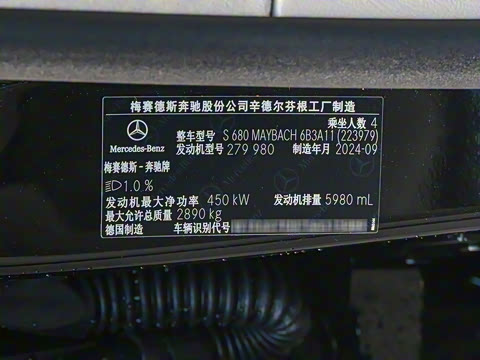 梅赛德斯奔驰股份公司辛德尔芬根工厂制造
乘坐人数 4
整车型号 S 680 MAYBACH 6B3A11 (223979)
Mercedes-Benz 发动机型号 279 980 制造年月 2024-09
梅赛德斯-奔驰牌
1.0.%
发动机最大净功率 450 kW 发动机排量 5980 mL
最大允许总质量 2890 kg
德国制造 车辆识别代号